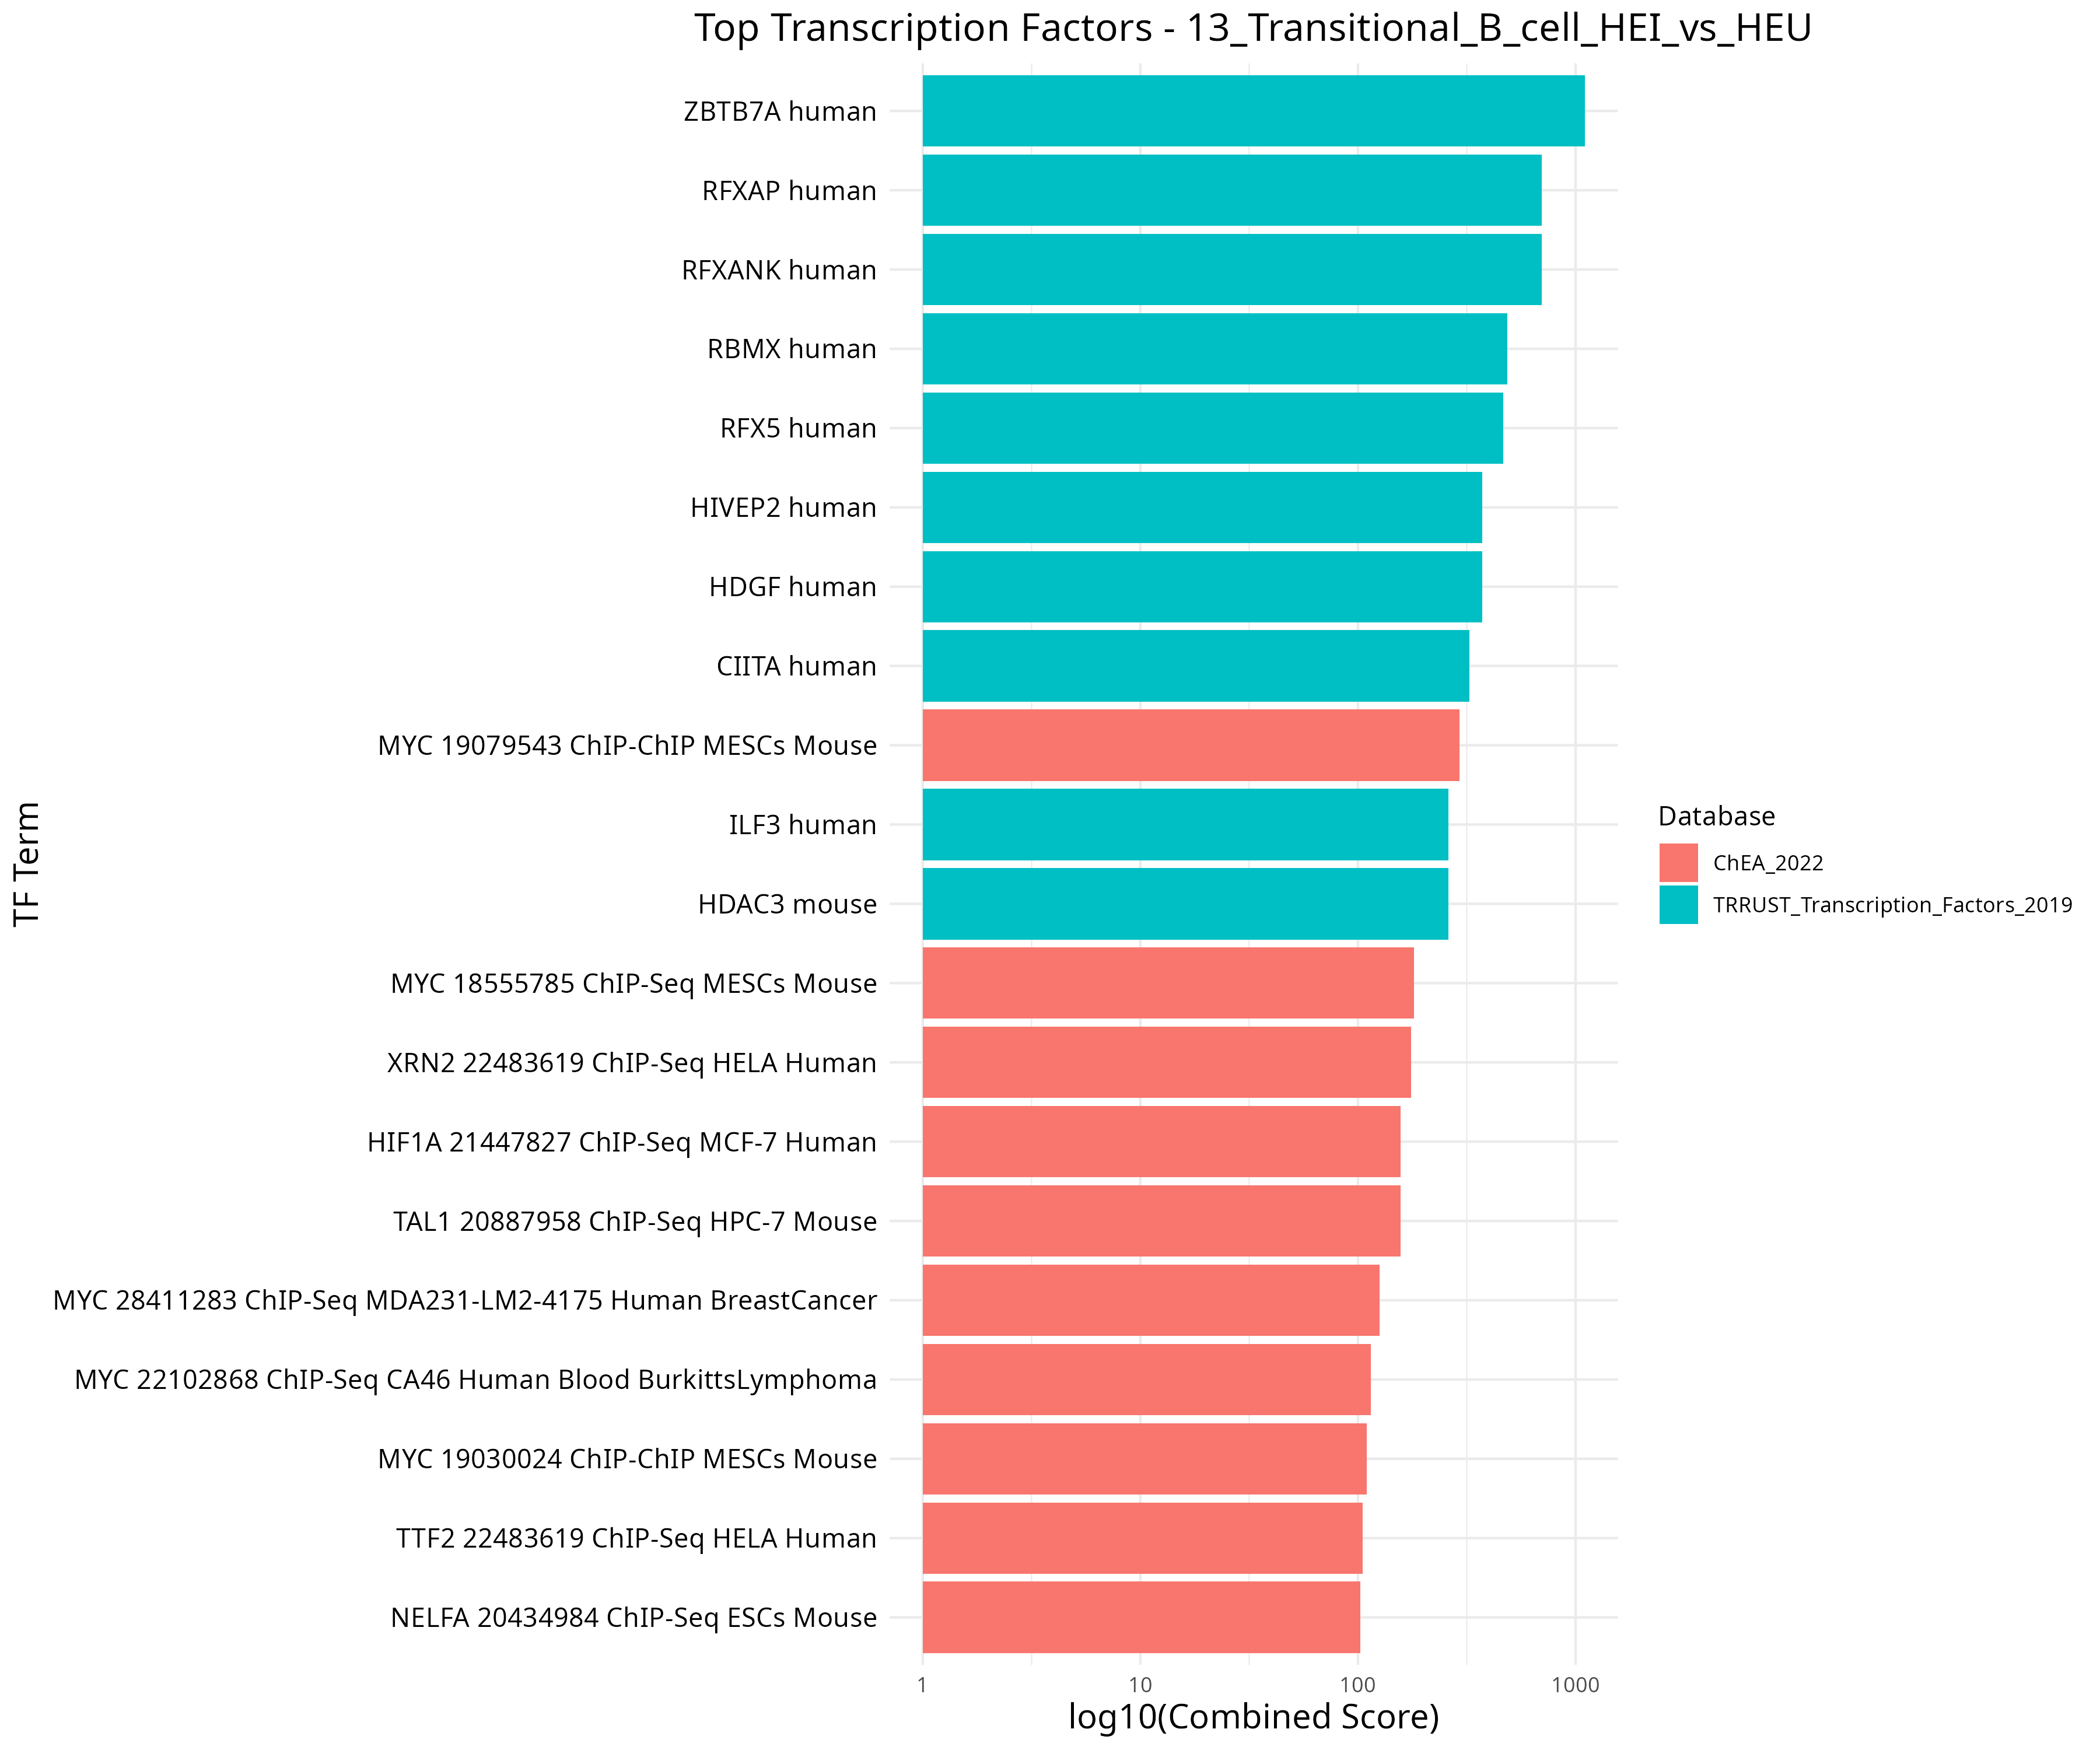 Top Transcription Factors - 13_Transitional_B_cell_HEI_vs_HEU
TF Term
ZBTB7A human
RFXAP human
RFXANK human
RBMX human
RFX5 human
HIVEP2 human
HDGF human
CIITA human
MYC 19079543 ChIP-ChIP MESCs Mouse
ILF3 human
HDAC3 mouse
MYC 18555785 ChIP-Seq MESCs Mouse
XRN2 22483619 ChIP-Seq HELA Human
HIF1A 21447827 ChIP-Seq MCF-7 Human
TAL1 20887958 ChIP-Seq HPC-7 Mouse
MYC 28411283 ChIP-Seq MDA231-LM2-4175 Human BreastCancer
MYC 22102868 ChIP-Seq CA46 Human Blood BurkittsLymphoma
MYC 19030024 ChIP-ChIP MESCs Mouse
TTF2 22483619 ChIP-Seq HELA Human
NELFA 20434984 ChIP-Seq ESCs Mouse
1 10 100 1000
log10(Combined Score)
Database
ChEA_2022
TRRUST_Transcription_Factors_2019